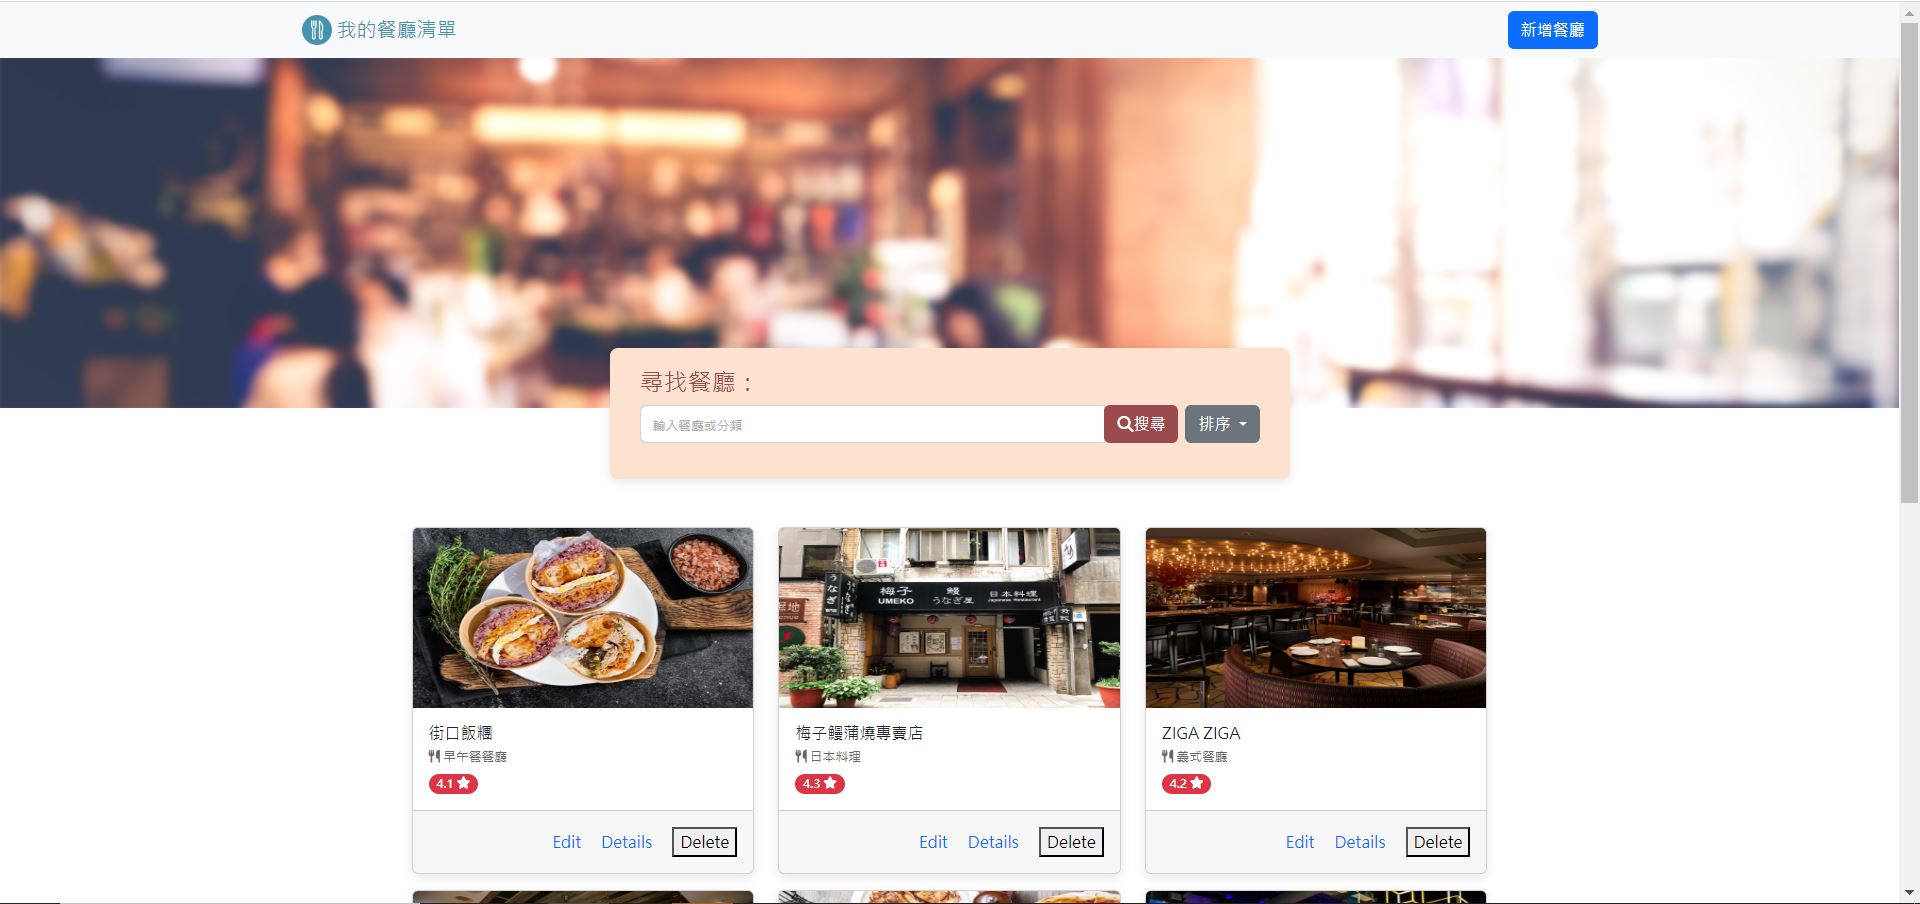 我的餐廳清單
新增餐廳
尋找餐廳：
輸入餐廳或分類
搜尋
排序
梅子 鰻 日本料理
UMEKO うなぎ屋 Japanese Restaurant
うなぎ
街口飯糰
早午餐餐廳
4.1
Edit Details Delete
梅子鰻蒲燒專賣店
日本料理
4.3
Edit Details Delete
ZIGA ZIGA
義式餐廳
4.2
Edit Details Delete